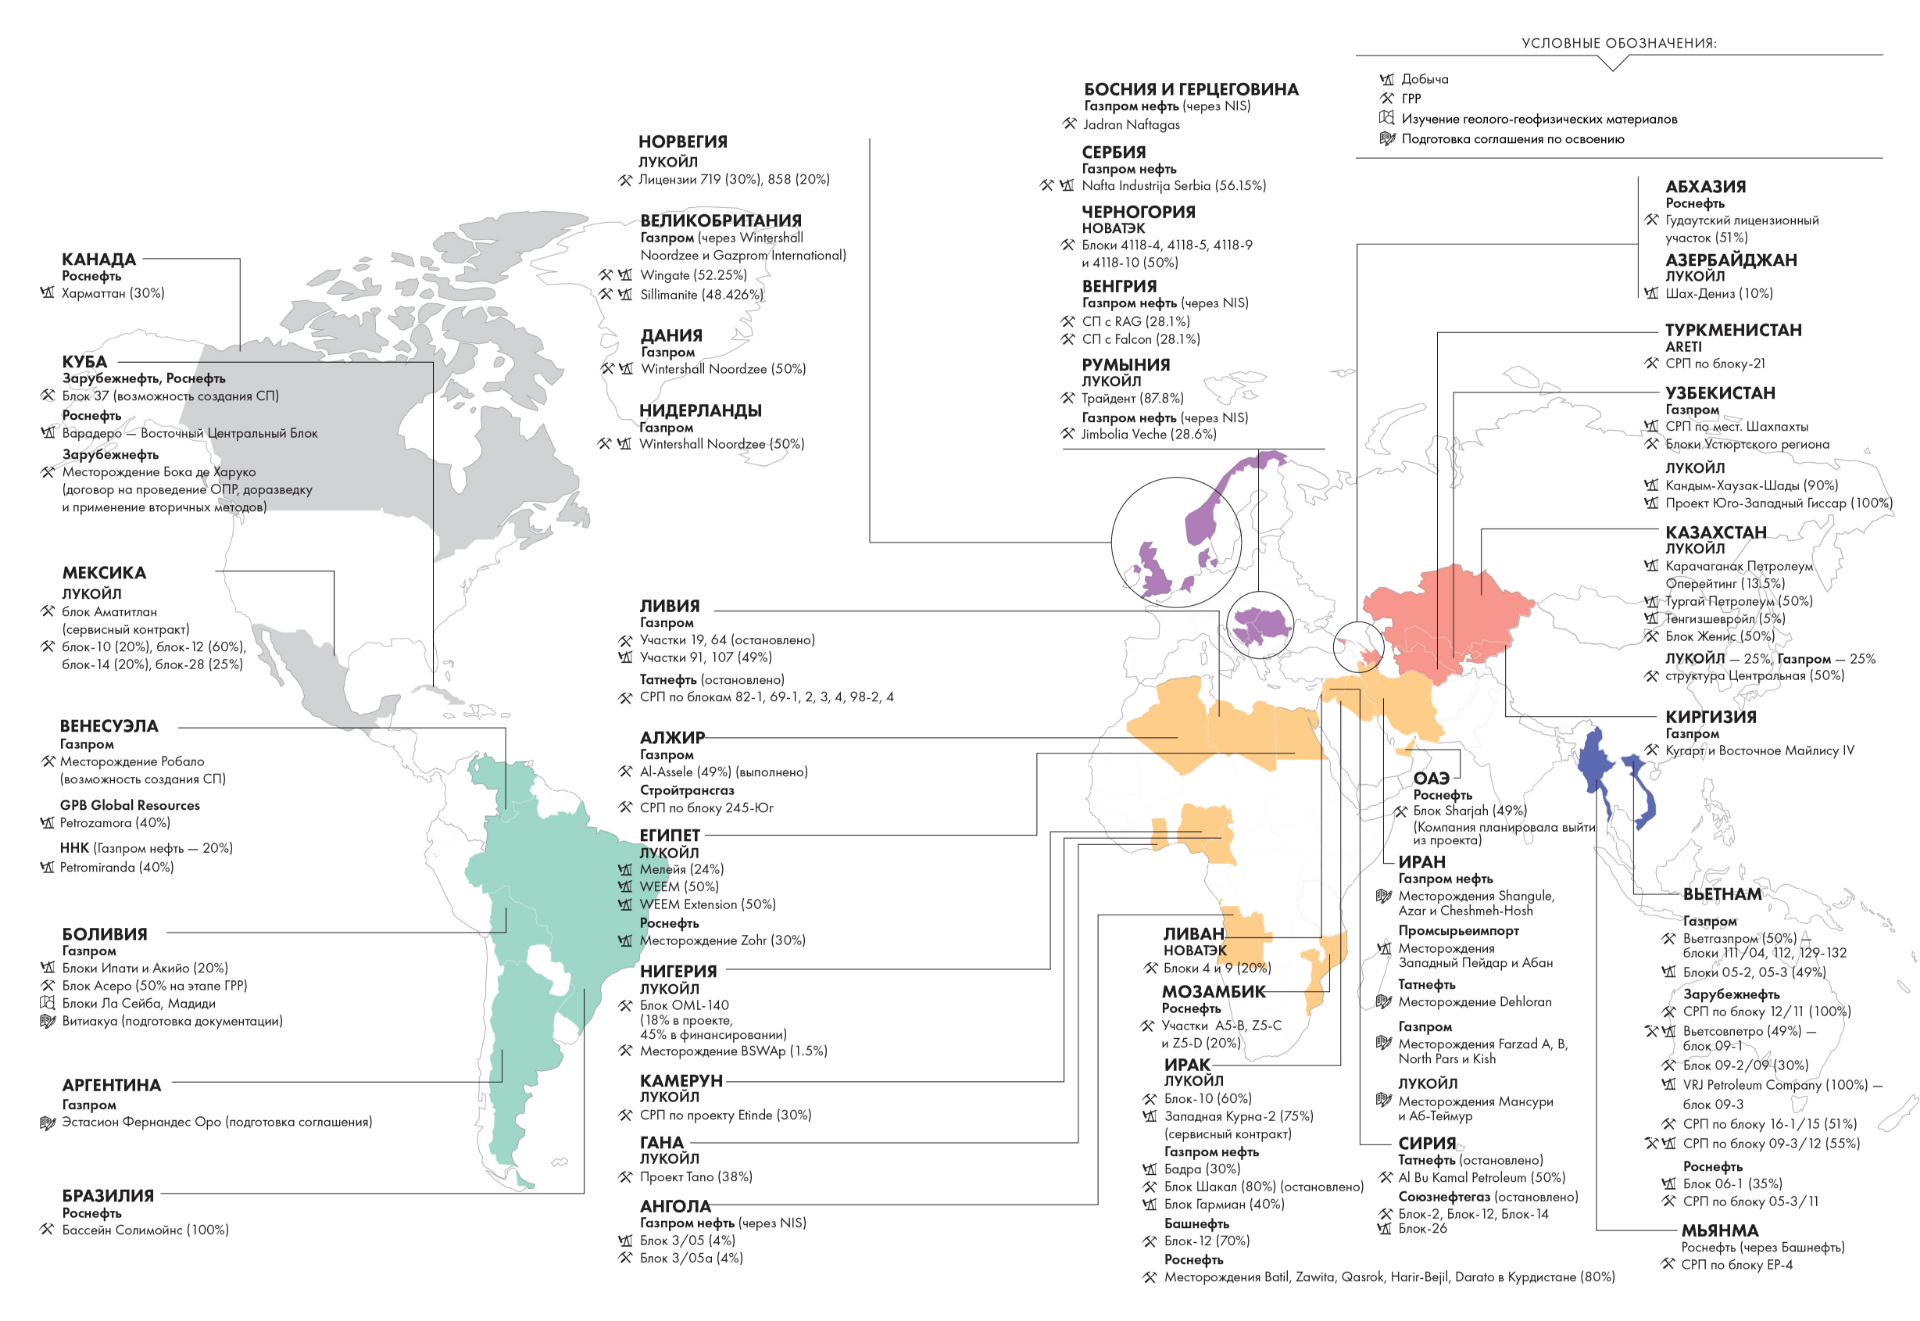 УСЛОВНЫЕ ОБОЗНАЧЕНИЯ:
Добыча
ГРР
Изучение геолого-геофизических материалов
Подготовка соглашения по освоению
КАНАДА
Роснефть
Харматтан (30%)
КУБА
Зарубежнефть, Роснефть
Блок 37 (возможность создания СП)
Роснефть
Варадеро — Восточный Центральный Блок
Зарубежнефть
Месторождение Бока де Харуко
(договор на проведение ОПР, доразведку
и применение вторичных методов)
МЕКСИКА
ЛУКОЙЛ
блок Аматитлан
(сервисный контракт)
блок-10 (20%), блок-12 (60%),
блок-14 (20%), блок-28 (25%)
ВЕНЕСУЭЛА
Газпром
Месторождение Робало
(возможность создания СП)
GPB Global Resources
Petrozamora (40%)
ННК (Газпром нефть — 20%)
Petromiranda (40%)
БОЛИВИЯ
Газпром
Блоки Ипати и Акийо (20%)
Блок Асеро (50% на этапе ГРР)
Блоки Ла Сейба, Мадиди
Витиакуа (подготовка документации)
АРГЕНТИНА
Газпром
Эстасион Фернандес Оро (подготовка соглашения)
БРАЗИЛИЯ
Роснефть
Бассейн Солимойнс (100%)
НОРВЕГИЯ
ЛУКОЙЛ
Лицензии 719 (30%), 858 (20%)
ВЕЛИКОБРИТАНИЯ
Газпром (через Wintershall
Noordzee и Gazprom International)
Wingate (52.25%)
Sillimanite (48.426%)
ДАНИЯ
Газпром
Wintershall Noordzee (50%)
НИДЕРЛАНДЫ
Газпром
Wintershall Noordzee (50%)
ЛИВИЯ
Газпром
Участки 19, 64 (остановлено)
Участки 91, 107 (49%)
Татнефть (остановлено)
СРП по блокам 82-1, 69-1, 2, 3, 4, 98-2, 4
АЛЖИР
Газпром
Al-Assele (49%) (выполнено)
Стройтрансгаз
СРП по блоку 245-Юг
ЕГИПЕТ
ЛУКОЙЛ
Мелейя (24%)
WEEM (50%)
WEEM Extension (50%)
Роснефть
Месторождение Zohr (30%)
НИГЕРИЯ
ЛУКОЙЛ
Блок OML-140
(18% в проекте,
45% в финансировании)
Месторождение BSWAp (1.5%)
КАМЕРУН
ЛУКОЙЛ
СРП по проекту Etinde (30%)
ГАНА
ЛУКОЙЛ
Проект Tano (38%)
АНГОЛА
Газпром нефть (через NIS)
Блок 3/05 (4%)
Блок 3/05а (4%)
БОСНИЯ И ГЕРЦЕГОВИНА
Газпром нефть (через NIS)
Jadran Naftagas
СЕРБИЯ
Газпром нефть
Nafta Industrija Serbia (56.15%)
ЧЕРНОГОРИЯ
НОВАТЭК
Блоки 4118-4, 4118-5, 4118-9
и 4118-10 (50%)
ВЕНГРИЯ
Газпром нефть (через NIS)
СП с RAG (28.1%)
СП с Falcon (28.1%)
РУМЫНИЯ
ЛУКОЙЛ
Трайдент (87.8%)
Газпром нефть (через NIS)
Jimbolia Veche (28.6%)
ЛИВАН
НОВАТЭК
Блоки 4 и 9 (20%)
МОЗАМБИК
Роснефть
Участки A5-B, Z5-C
и Z5-D (20%)
ИРАК
ЛУКОЙЛ
Блок-10 (60%)
Западная Курна-2 (75%)
(сервисный контракт)
Газпром нефть
Бадра (30%)
Блок Шакал (80%) (остановлено)
Блок Гармиан (40%)
Башнефть
Блок-12 (70%)
Роснефть
Месторождения Batil, Zawita, Qasrok, Harir-Bejil, Darato в Курдистане (80%)
ОАЭ
Роснефть
Блок Sharjah (49%)
(Компания планировала выйти
из проекта)
ИРАН
Газпром нефть
Месторождения Shangule,
Azar и Cheshmeh-Hosh
Промсырьеимпорт
Месторождения
Западный Пейдар и Абан
Татнефть
Месторождение Dehloran
Газпром
Месторождения Farzad A, B,
North Pars и Kish
ЛУКОЙЛ
Месторождения Мансури
и Аб-Теймур
СИРИЯ
Татнефть (остановлено)
Al Bu Kamal Petroleum (50%)
Союзнефтегаз (остановлено)
Блок-2, Блок-12, Блок-14
Блок-26
АБХАЗИЯ
Роснефть
Гудаутский лицензионный
участок (51%)
АЗЕРБАЙДЖАН
ЛУКОЙЛ
Шах-Дениз (10%)
ТУРКМЕНИСТАН
ARETI
СРП по блоку-21
УЗБЕКИСТАН
Газпром
СРП по мест. Шахпахты
Блоки Устюртского региона
ЛУКОЙЛ
Кандым-Хаузак-Шады (90%)
Проект Юго-Западный Гиссар (100%)
КАЗАХСТАН
ЛУКОЙЛ
Карачаганак Петролеум
Оперейтинг (13.5%)
Тургай Петролеум (50%)
Тенгизшевройл (5%)
Блок Женис (50%)
ЛУКОЙЛ — 25%, Газпром — 25%
структура Центральная (50%)
КИРГИЗИЯ
Газпром
Кугарт и Восточное Майлису IV
ВЬЕТНАМ
Газпром
Вьетгазпром (50%) —
блоки 111/04, 112, 129-132
Блоки 05-2, 05-3 (49%)
Зарубежнефть
СРП по блоку 12/11 (100%)
Вьетсовпетро (49%) —
блок 09-1
Блок 09-2/09 (30%)
VRJ Petroleum Company (100%) —
блок 09-3
СРП по блоку 16-1/15 (51%)
СРП по блоку 09-3/12 (55%)
Роснефть
Блок 06-1 (35%)
СРП по блоку 05-3/11
МЬЯНМА
Роснефть (через Башнефть)
СРП по блоку EP-4